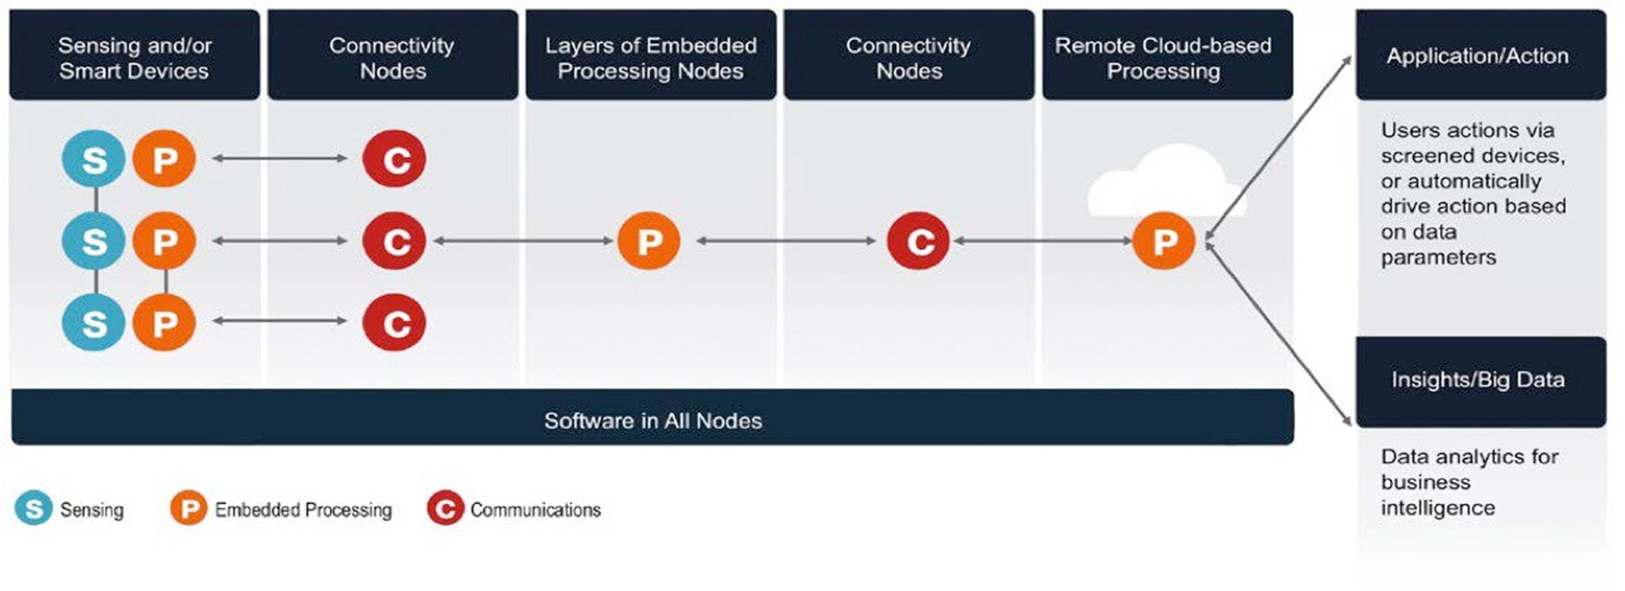 Sensing and/or
Smart Devices
Connectivity
Nodes
Layers of Embedded
Processing Nodes
Connectivity
Nodes
Remote Cloud-based
Processing
Application/Action
S P C
S P C P C P
S P C
Users actions via
screened devices,
or automatically
drive action based
on data
parameters
Insights/Big Data
Data analytics for
business
intelligence
Software in All Nodes
S Sensing
P Embedded Processing
C Communications